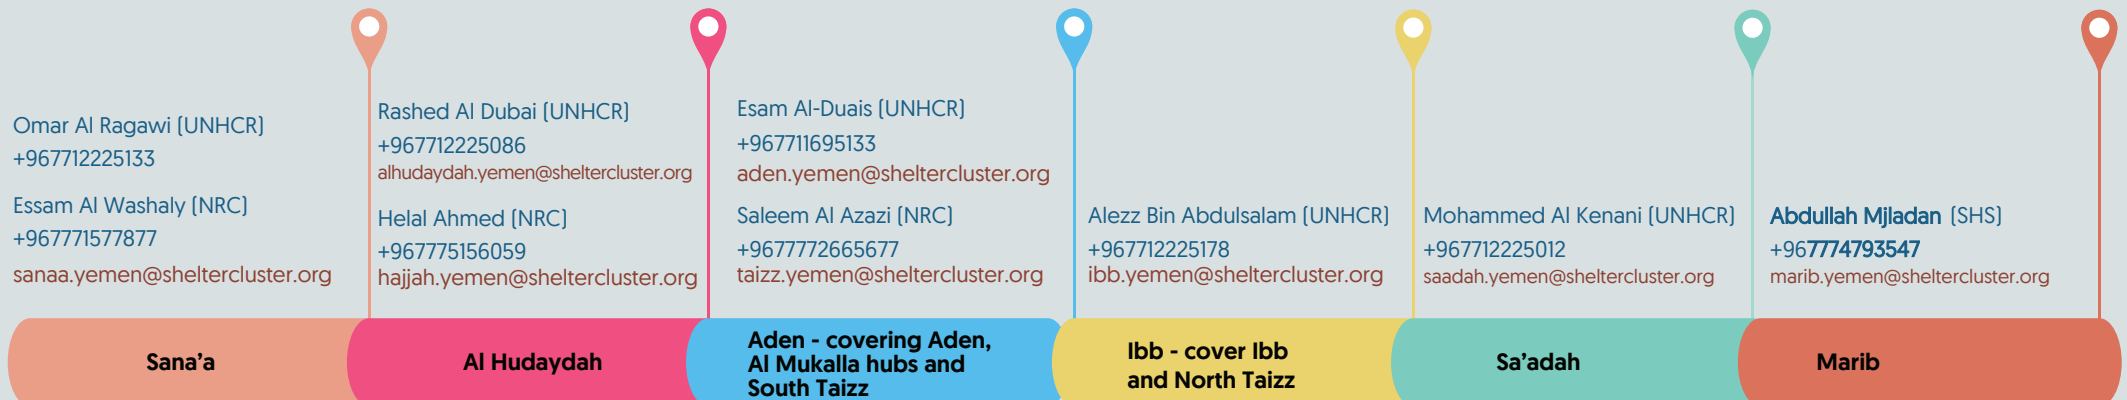 Omar Al Ragawi (UNHCR)
+967712225133
Essam Al Washaly (NRC)
+967771577877
sanaa.yemen@sheltercluster.org
Sana’a
Rashed Al Dubai (UNHCR)
+967712225086
alhudaydah.yemen@sheltercluster.org
Helal Ahmed (NRC)
+967775156059
hajjah.yemen@sheltercluster.org
Al Hudaydah
Esam Al-Duais (UNHCR)
+967711695133
aden.yemen@sheltercluster.org
Saleem Al Azazi (NRC)
+9677772665677
taizz.yemen@sheltercluster.org
Aden - covering Aden,
Al Mukalla hubs and
South Taizz
Alezz Bin Abdulsalam (UNHCR)
+967712225178
ibb.yemen@sheltercluster.org
Ibb - cover Ibb
and North Taizz
Mohammed Al Kenani (UNHCR)
+967712225012
saadah.yemen@sheltercluster.org
Sa’adah
Abdullah Mjladan (SHS)
+967774793547
marib.yemen@sheltercluster.org
Marib